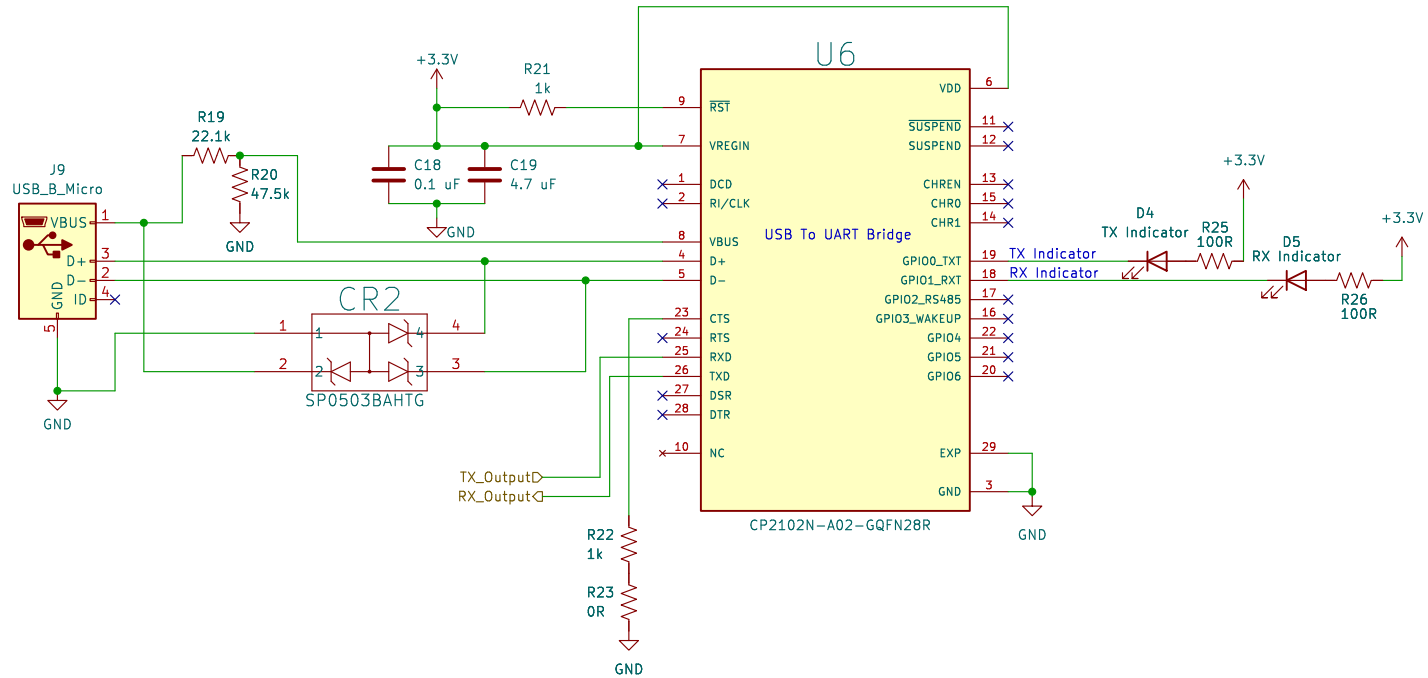 U6
+3.3V
R21
1k
R19
22.1k
R20
47.5k
GND
J9
USB_B_Micro
VBUS 1
D+ 3
D- 2
ID 4
GND
5
GND
C18
0.1 uF
C19
4.7 uF
GND
CR2
1 1
2 2
4 4
3 3
SP0503BAHTG
9 RST
7 VREGIN
1 DCD
2 RI/CLK
8 VBUS
4 D+
5 D-
23 CTS
24 RTS
25 RXD
26 TXD
27 DSR
28 DTR
10 NC
USB To UART Bridge
VDD 6
SUSPEND 11
SUSPEND 12
CHREN 13
CHR0 15
CHR1 14
GPIO0_TXT 19
GPIO1_RXT 18
GPIO2_RS485 17
GPIO3_WAKEUP 16
GPIO4 22
GPIO5 21
GPIO6 20
EXP 29
GND 3
CP2102N-A02-GQFN28R
GND
TX Indicator
RX Indicator
D4
TX Indicator
R25
100R
+3.3V
D5
RX Indicator
R26
100R
+3.3V
TX_Output
RX_Output
R22
1k
R23
0R
GND